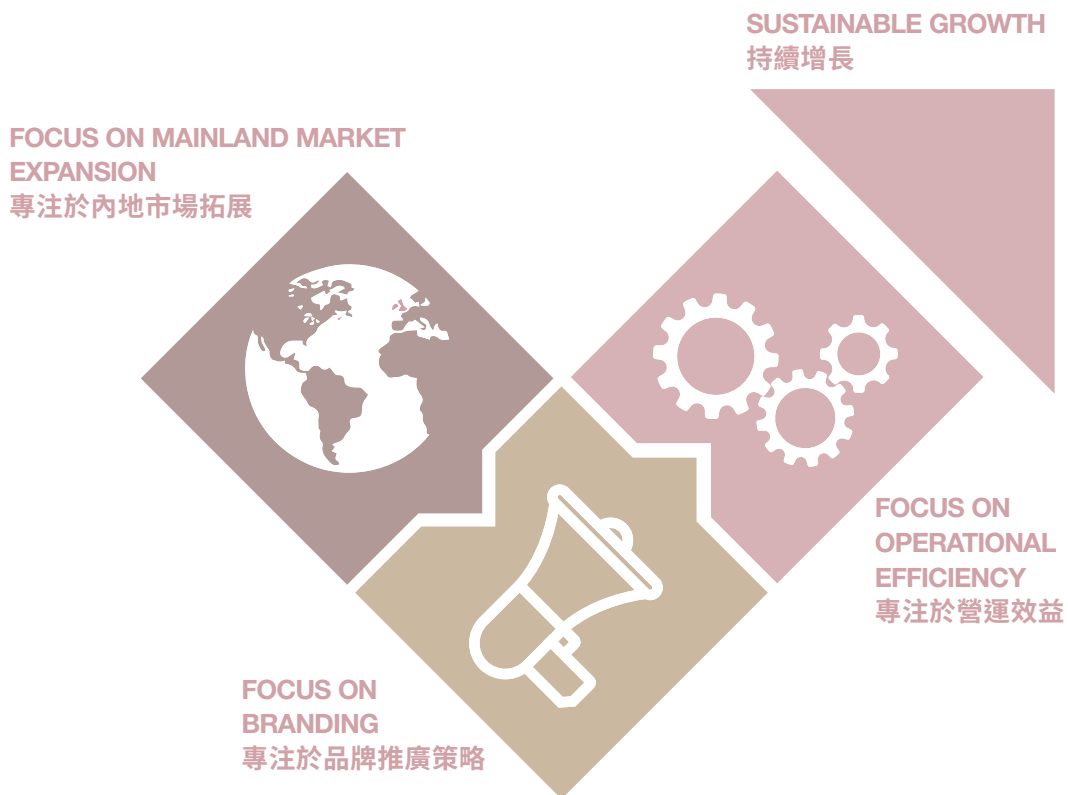 SUSTAINABLE GROWTH
持續增長
FOCUS ON MAINLAND MARKET
EXPANSION
專注於內地市場拓展
FOCUS ON
OPERATIONAL
EFFICIENCY
專注於營運效益
FOCUS ON
BRANDING
專注於品牌推廣策略